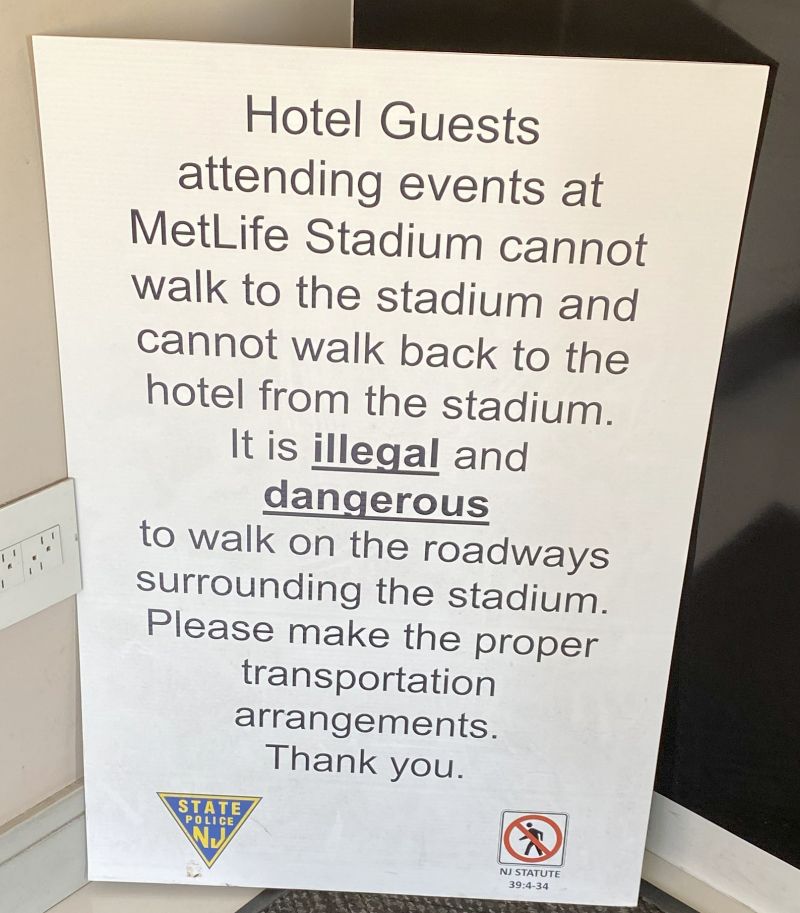 Hotel Guests
attending events at
MetLife Stadium cannot
walk to the stadium and
cannot walk back to the
hotel from the stadium.
It is illegal and
dangerous
to walk on the roadways
surrounding the stadium.
Please make the proper
transportation
arrangements.
Thank you.
STATE
POLICE
NJ
NJ STATUTE
39:4-34